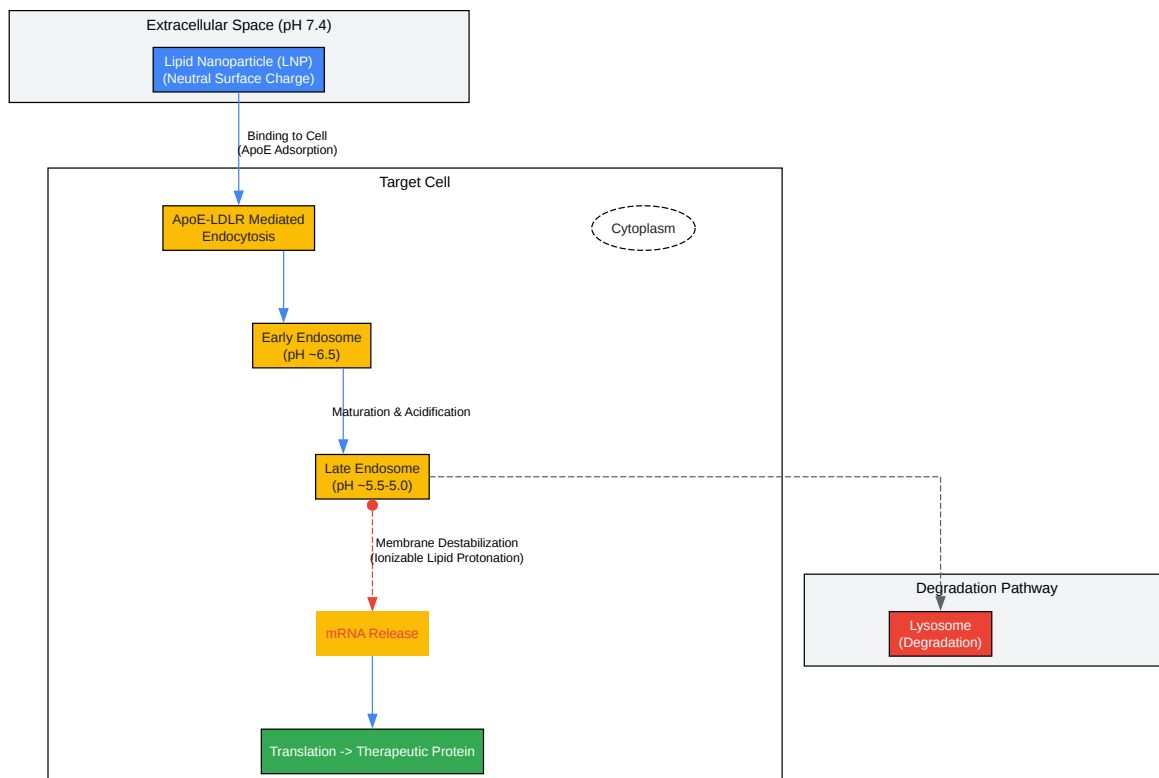 Extracellular Space (pH 7.4)
Lipid Nanoparticle (LNP)
(Neutral Surface Charge)
Binding to Cell
(ApoE Adsorption)
Target Cell
ApoE-LDLR Mediated
Endocytosis
Cytoplasm
Early Endosome
(pH ~6.5)
Maturation & Acidification
Late Endosome
(pH ~5.5-5.0)
Membrane Destabilization
(Ionizable Lipid Protonation)
Degradation Pathway
Lysosome
(Degradation)
mRNA Release
Translation -> Therapeutic Protein